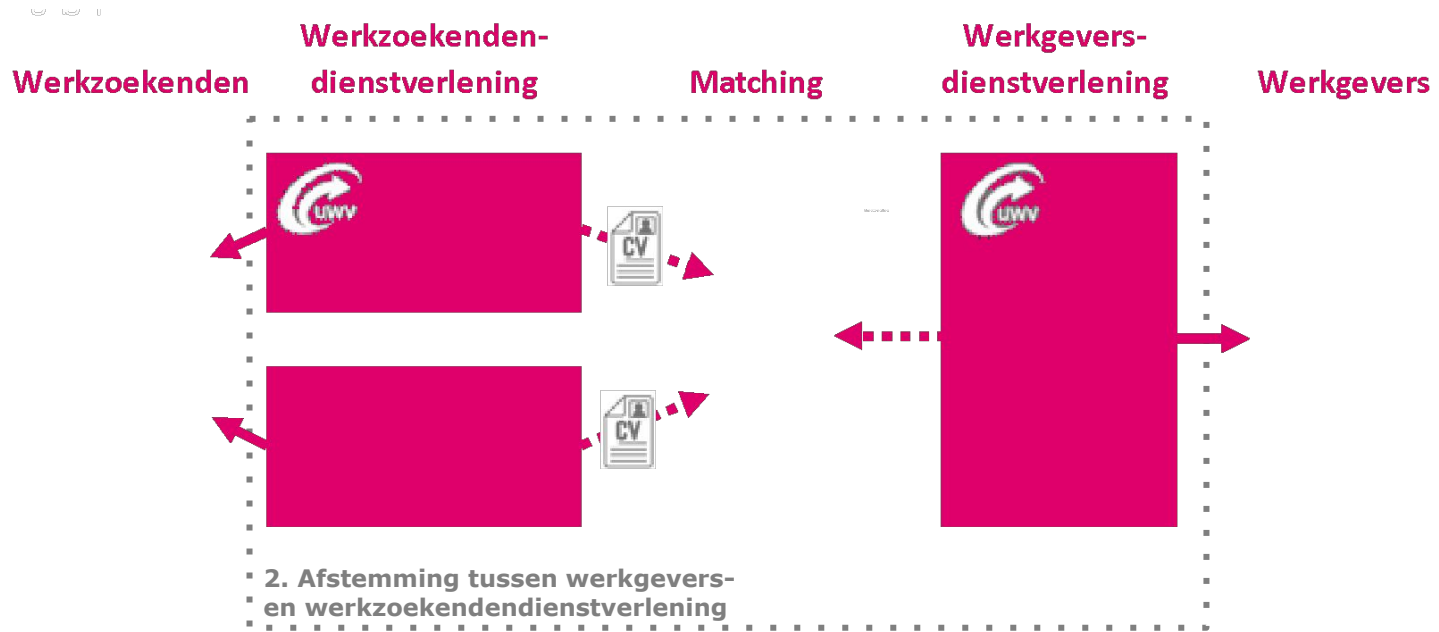 Werkzoekenden-
Werkgevers-
Werkzoekenden
dienstverlening
Matching
dienstverlening
Werkgevers
UWV
UWV
CV
CV
2. Afstemming tussen werkgevers-
en werkzoekendendienstverlening